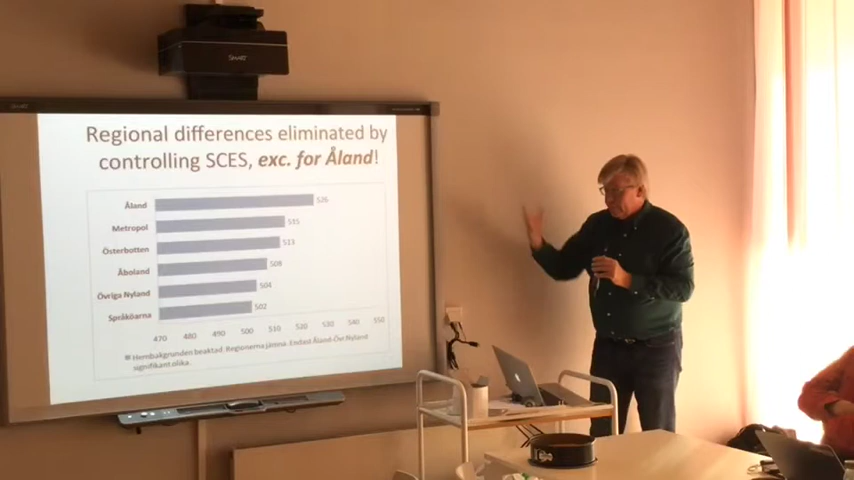 SMART
SMART
Regional differences eliminated by
controlling SCES, exc. for Åland!
Åland 526
Metropol 515
Österbotten 513
Åboland 508
Övriga Nyland 504
Språköarna 502
470 480 490 500 510 520 530 540 550
Hembakgrunden beaktad. Regionerna jämna. Endast Åland-Övr Nyland
signifikant olika.